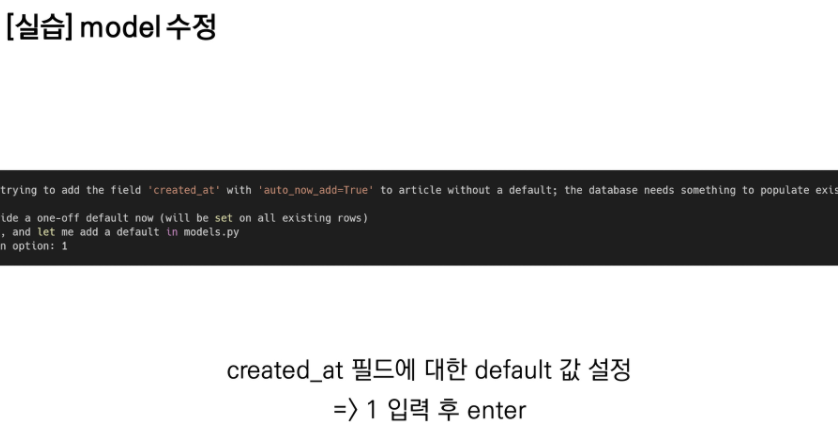 [실습] model 수정
trying to add the field 'created_at' with 'auto_now_add=True' to article without a default; the database needs something to populate exis
ide a one-off default now (will be set on all existing rows)
, and let me add a default in models.py
n option: 1
created_at 필드에 대한 default 값 설정
=> 1 입력 후 enter